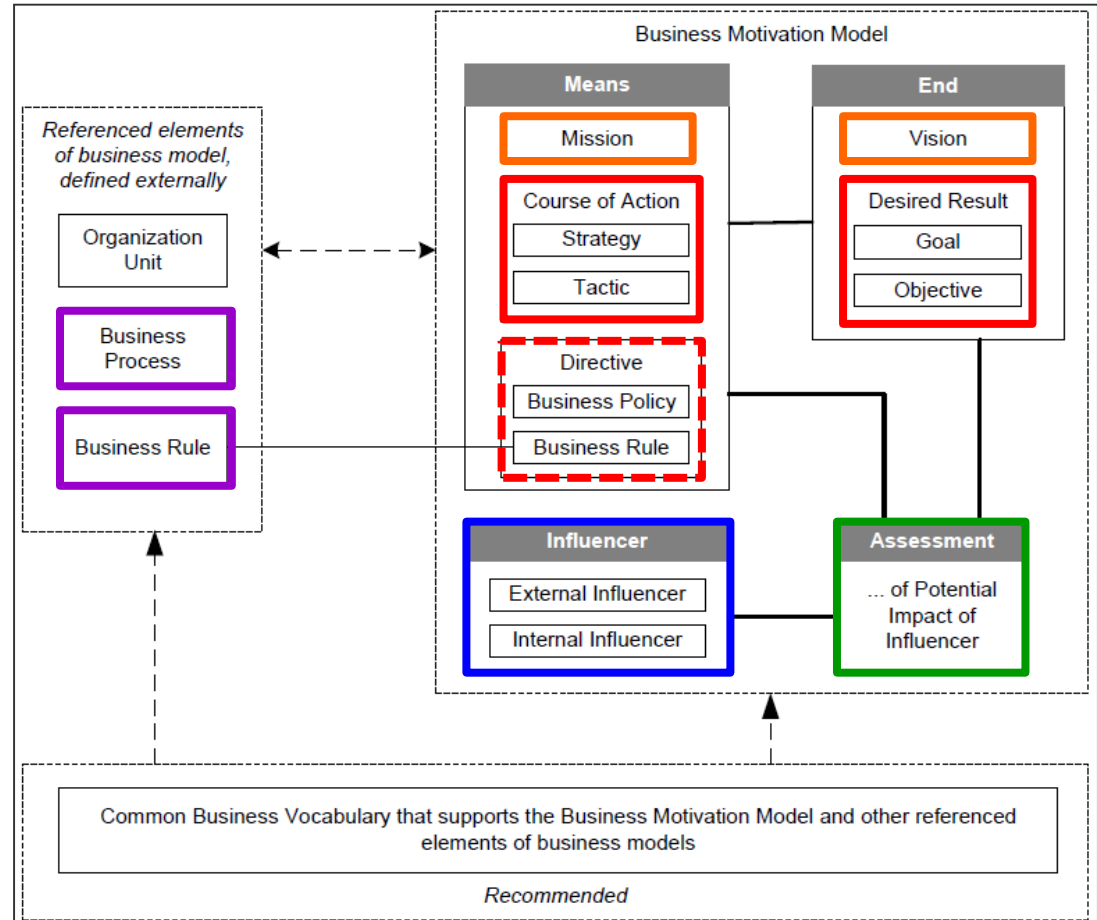 Business Motivation Model
Referenced elements
of business model,
defined externally
Organization
Unit
Business
Process
Business Rule
Means
Mission
Course of Action
Strategy
Tactic
Directive
Business Policy
Business Rule
End
Vision
Desired Result
Goal
Objective
Influencer
External Influencer
Internal Influencer
Assessment
... of Potential
Impact of
Influencer
Common Business Vocabulary that supports the Business Motivation Model and other referenced
elements of business models
Recommended